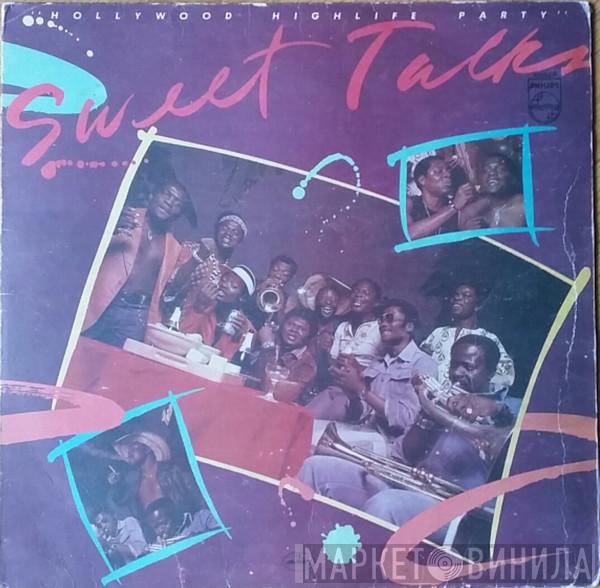 "HOLLYWOOD HIGHLIFE PARTY"
Sweet Talks
PHILIPS
МАРКЕТ ВИНИЛА